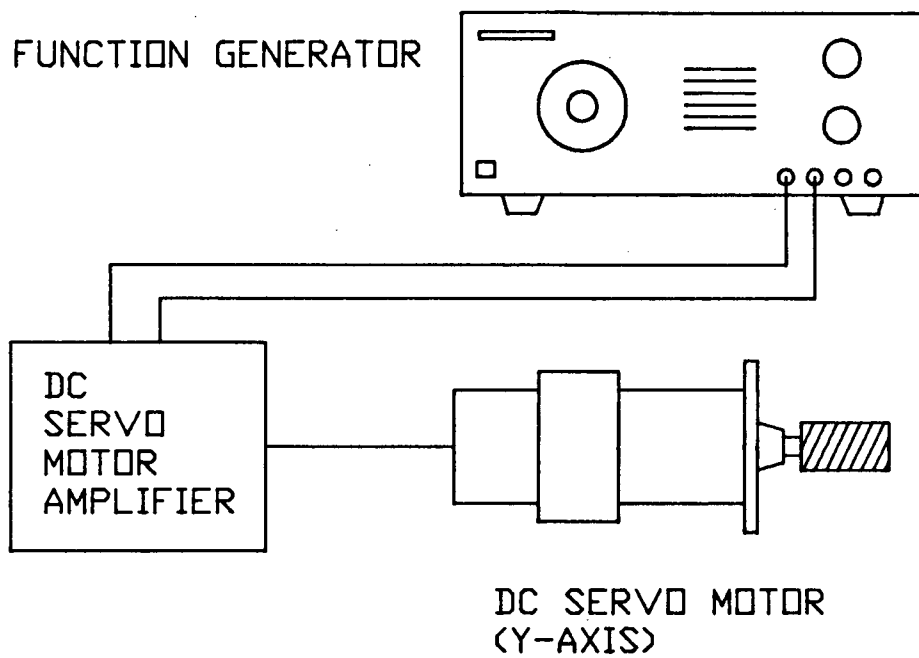 FUNCTION GENERATOR
DC
SERVO
MOTOR
AMPLIFIER
DC SERVO MOTOR
(Y-AXIS)